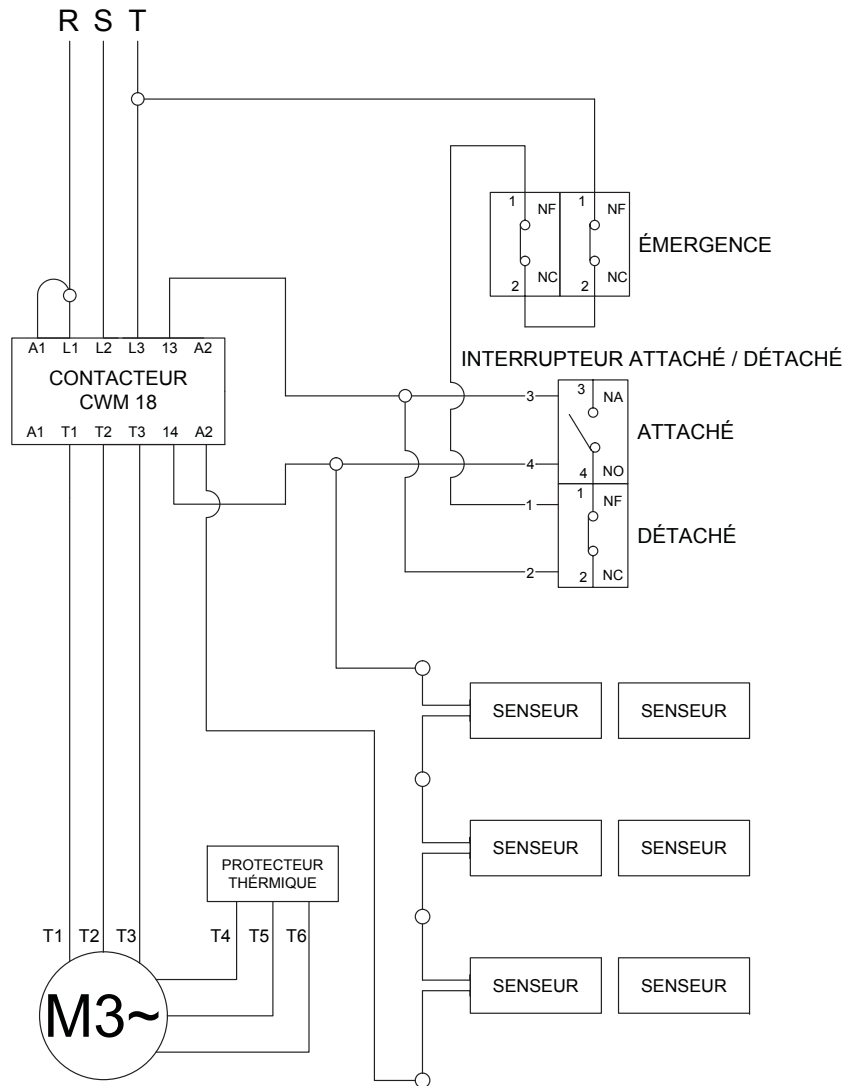 R S T
1 NF 1 NF
ÉMERGENCE
2 NC 2 NC
A1 L1 L2 L3 13 A2
CONTACTEUR
CWM 18
A1 T1 T2 T3 14 A2
INTERRUPTEUR ATTACHÉ / DÉTACHÉ
3 3 NA
ATTACHÉ
4 4 NO
1 1 NF
DÉTACHÉ
2 2 NC
SENSEUR SENSEUR
SENSEUR SENSEUR
PROTECTEUR
THÉRMIQUE
T1 T2 T3 T4 T5 T6
SENSEUR SENSEUR
M3~